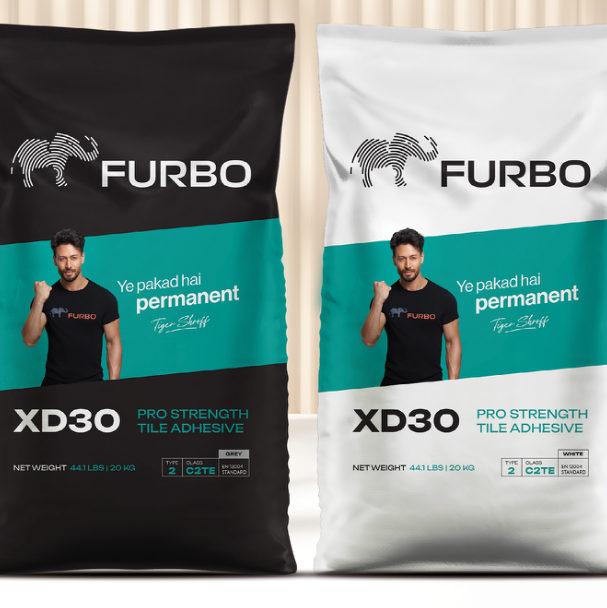 FURBO
Ye pakad hai
permanent
Tiger Shroff
FURBO
XD30
PRO STRENGTH
TILE ADHESIVE
NET WEIGHT 44.1 LBS | 20 KG
GREY
TYPE
2
CLASS
C2TE
EN 12004
STANDARD
FURBO
Ye pakad hai
permanent
Tiger Shroff
FURBO
XD30
PRO STRENGTH
TILE ADHESIVE
NET WEIGHT 44.1 LBS | 20 KG
WHITE
TYPE
2
CLASS
C2TE
EN 12004
STANDARD